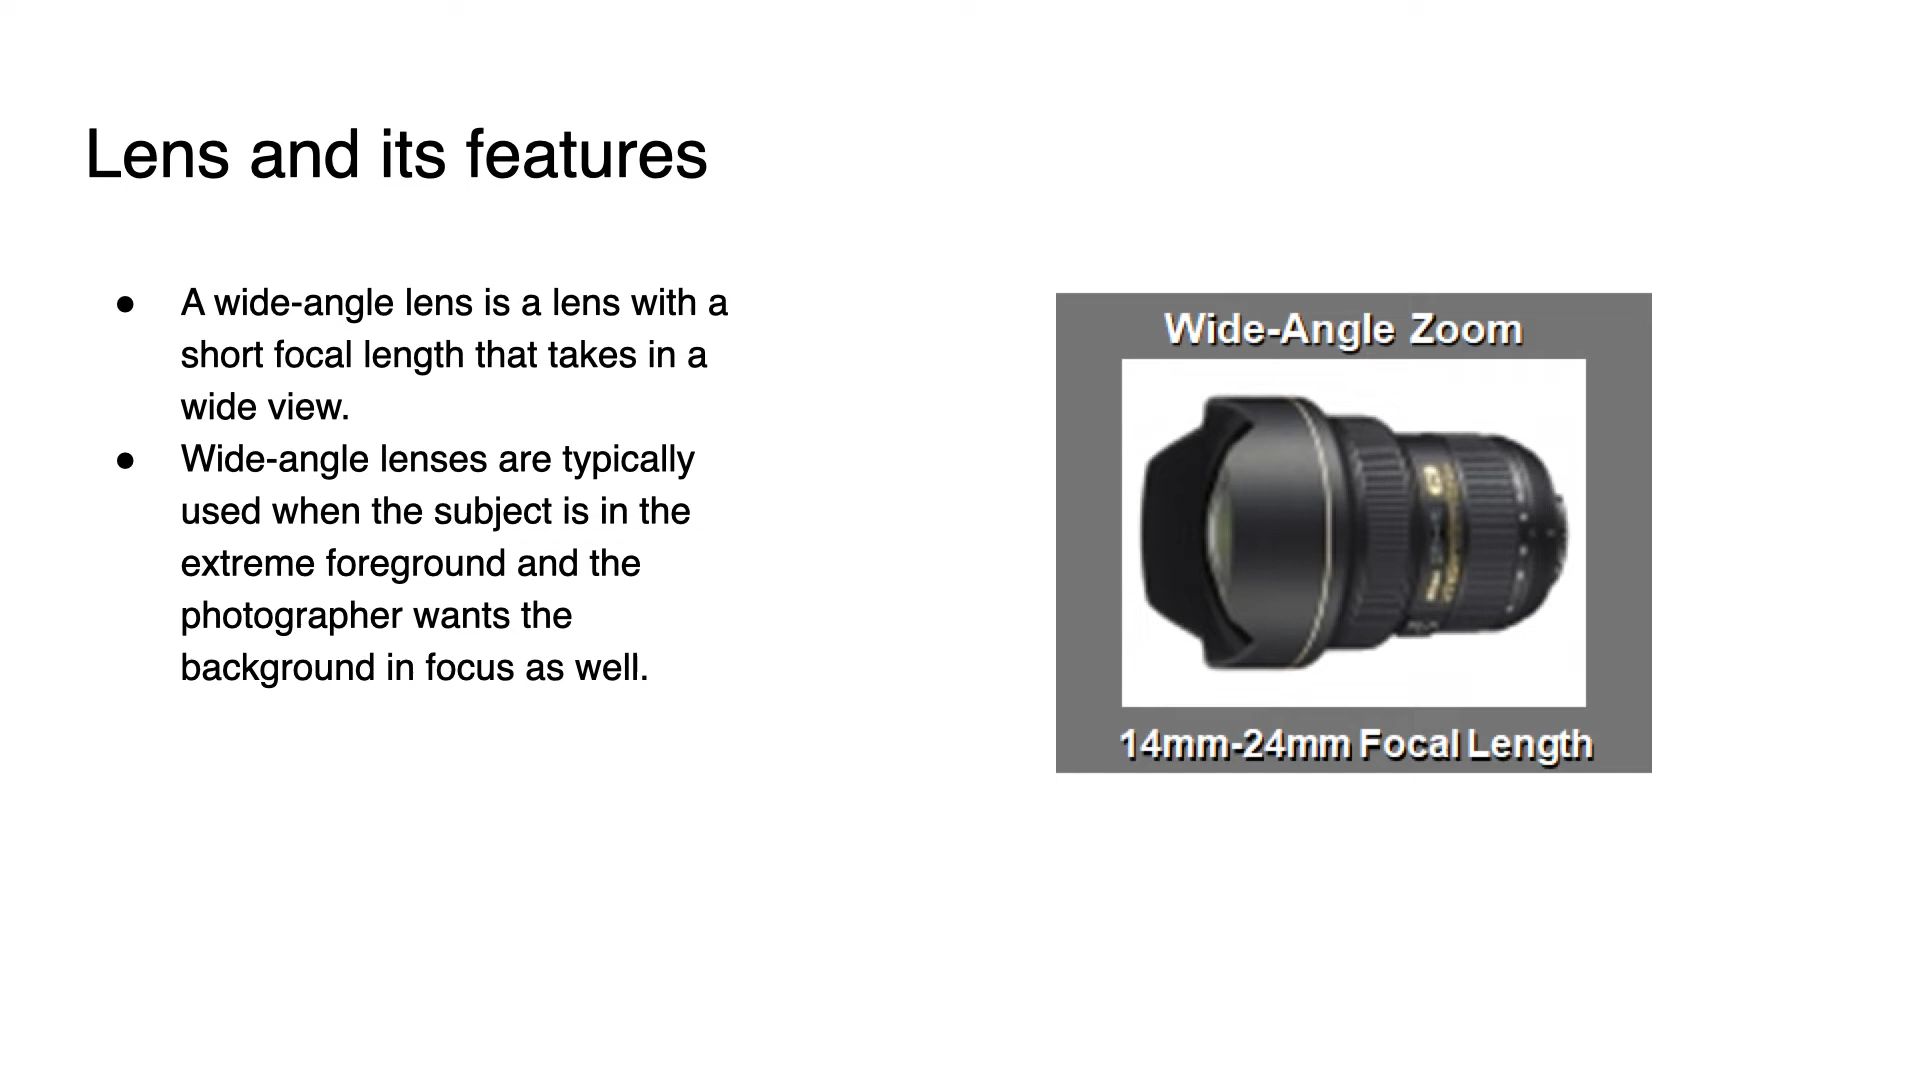 Lens and its features
● A wide-angle lens is a lens with a
short focal length that takes in a
wide view.
● Wide-angle lenses are typically
used when the subject is in the
extreme foreground and the
photographer wants the
background in focus as well.
Wide-Angle Zoom
14mm-24mm Focal Length